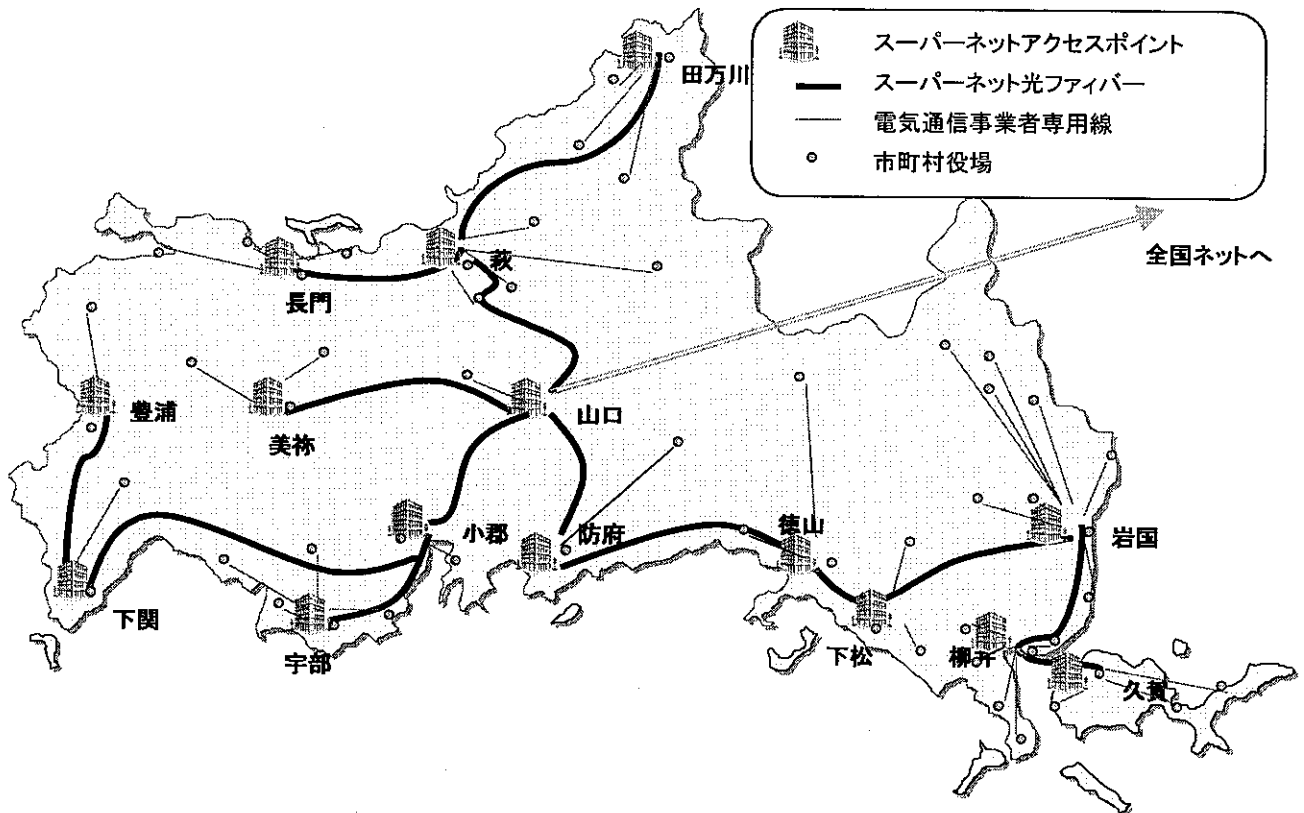 スーパーネットアクセスポイント
スーパーネット光ファイバー
電気通信事業者専用線
市町村役場
田万川
全国ネットへ
萩
長門
豊浦
美祢
山口
小郡
防府
徳山
岩国
下関
宇部
下松
柳井
久賀